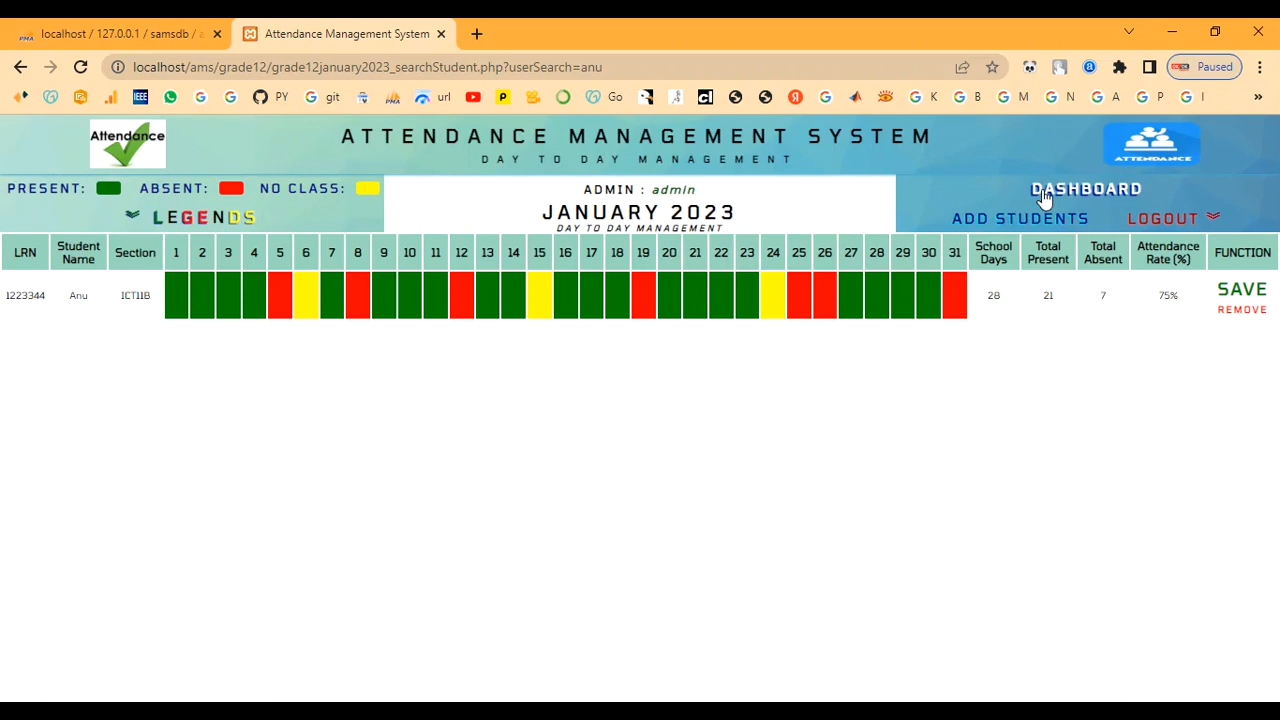 localhost / 127.0.0.1 / samsdb / a
Attendance Management System
localhost/ams/grade12/grade12january2023_searchStudent.php?userSearch=anu
Paused
IEEE PY git url Go K B M N A P I »
Attendance
ATTENDANCE MANAGEMENT SYSTEM
DAY TO DAY MANAGEMENT
ATTENDANCE
PRESENT: ABSENT: NO CLASS:
LEGENDS
ADMIN : admin
JANUARY 2023
DAY TO DAY MANAGEMENT
DASHBOARD
ADD STUDENTS LOGOUT
LRN Student Name Section 1 2 3 4 5 6 7 8 9 10 11 12 13 14 15 16 17 18 19 20 21 22 23 24 25 26 27 28 29 30 31 School Days Total Present Total Absent Attendance Rate (%) FUNCTION
1223344 Anu ICT11B 28 21 7 75% SAVE
REMOVE